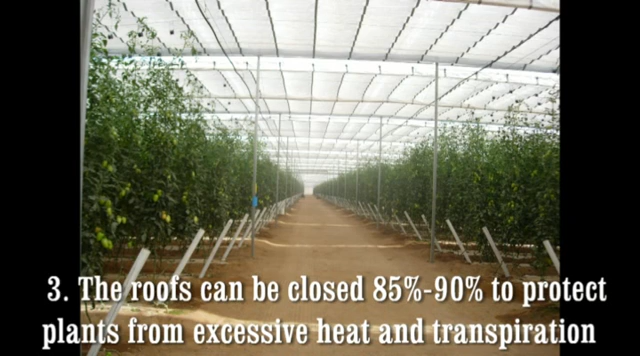 3. The roofs can be closed 85%-90% to protect
plants from excessive heat and transpiration